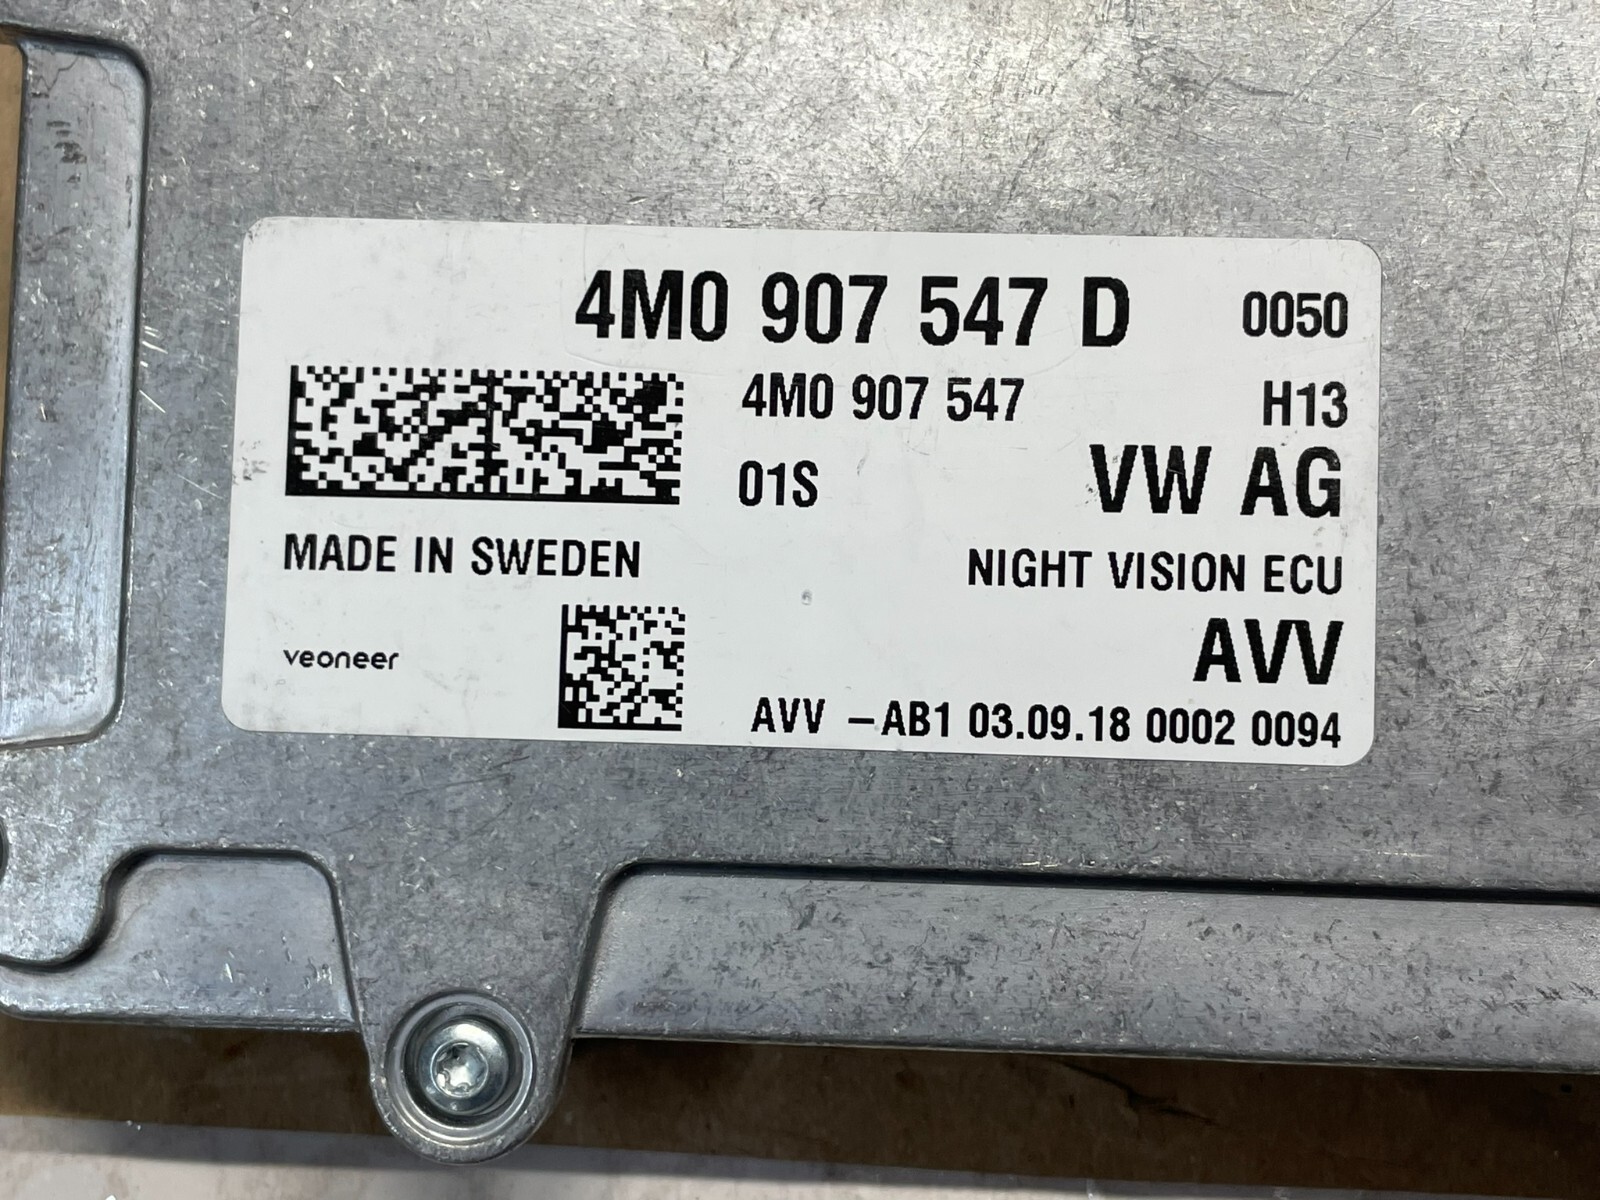 4M0 907 547 D 0050
4M0 907 547 H13
01S VW AG
MADE IN SWEDEN NIGHT VISION ECU
veoneer AVV
AVV –AB1 03.09.18 0002 0094